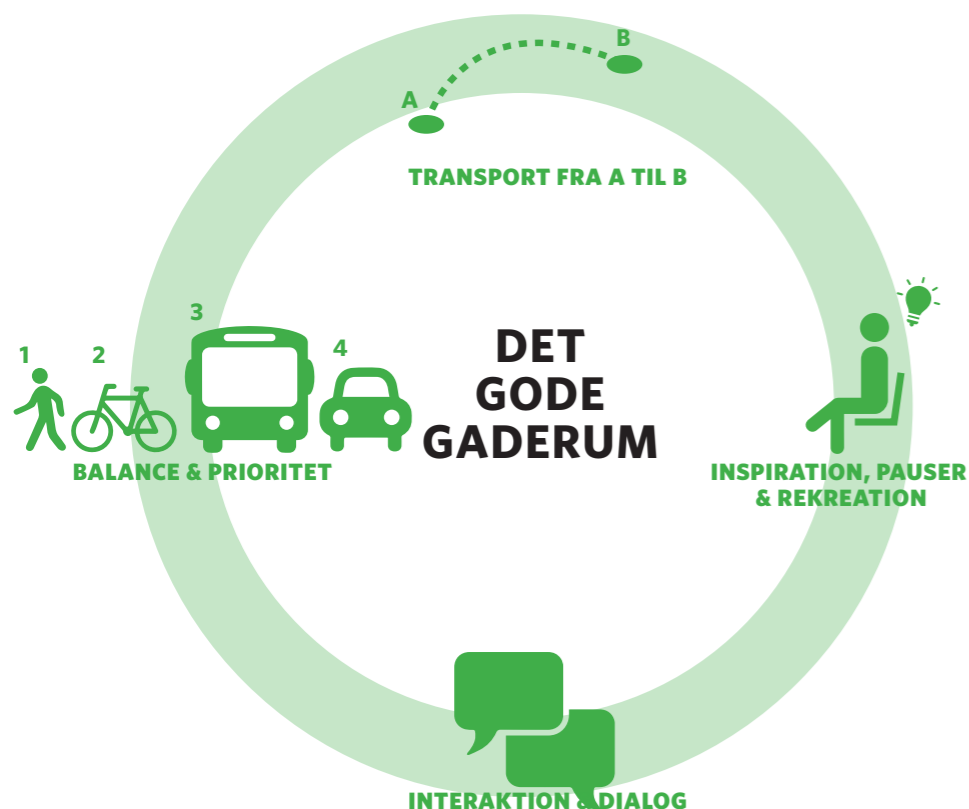 B
A
TRANSPORT FRA A TIL B
3
4
1
2
DET
GODE
GADERUM
BALANCE & PRIORITET
INSPIRATION, PAUSER
& REKREATION
INTERAKTION & DIALOG